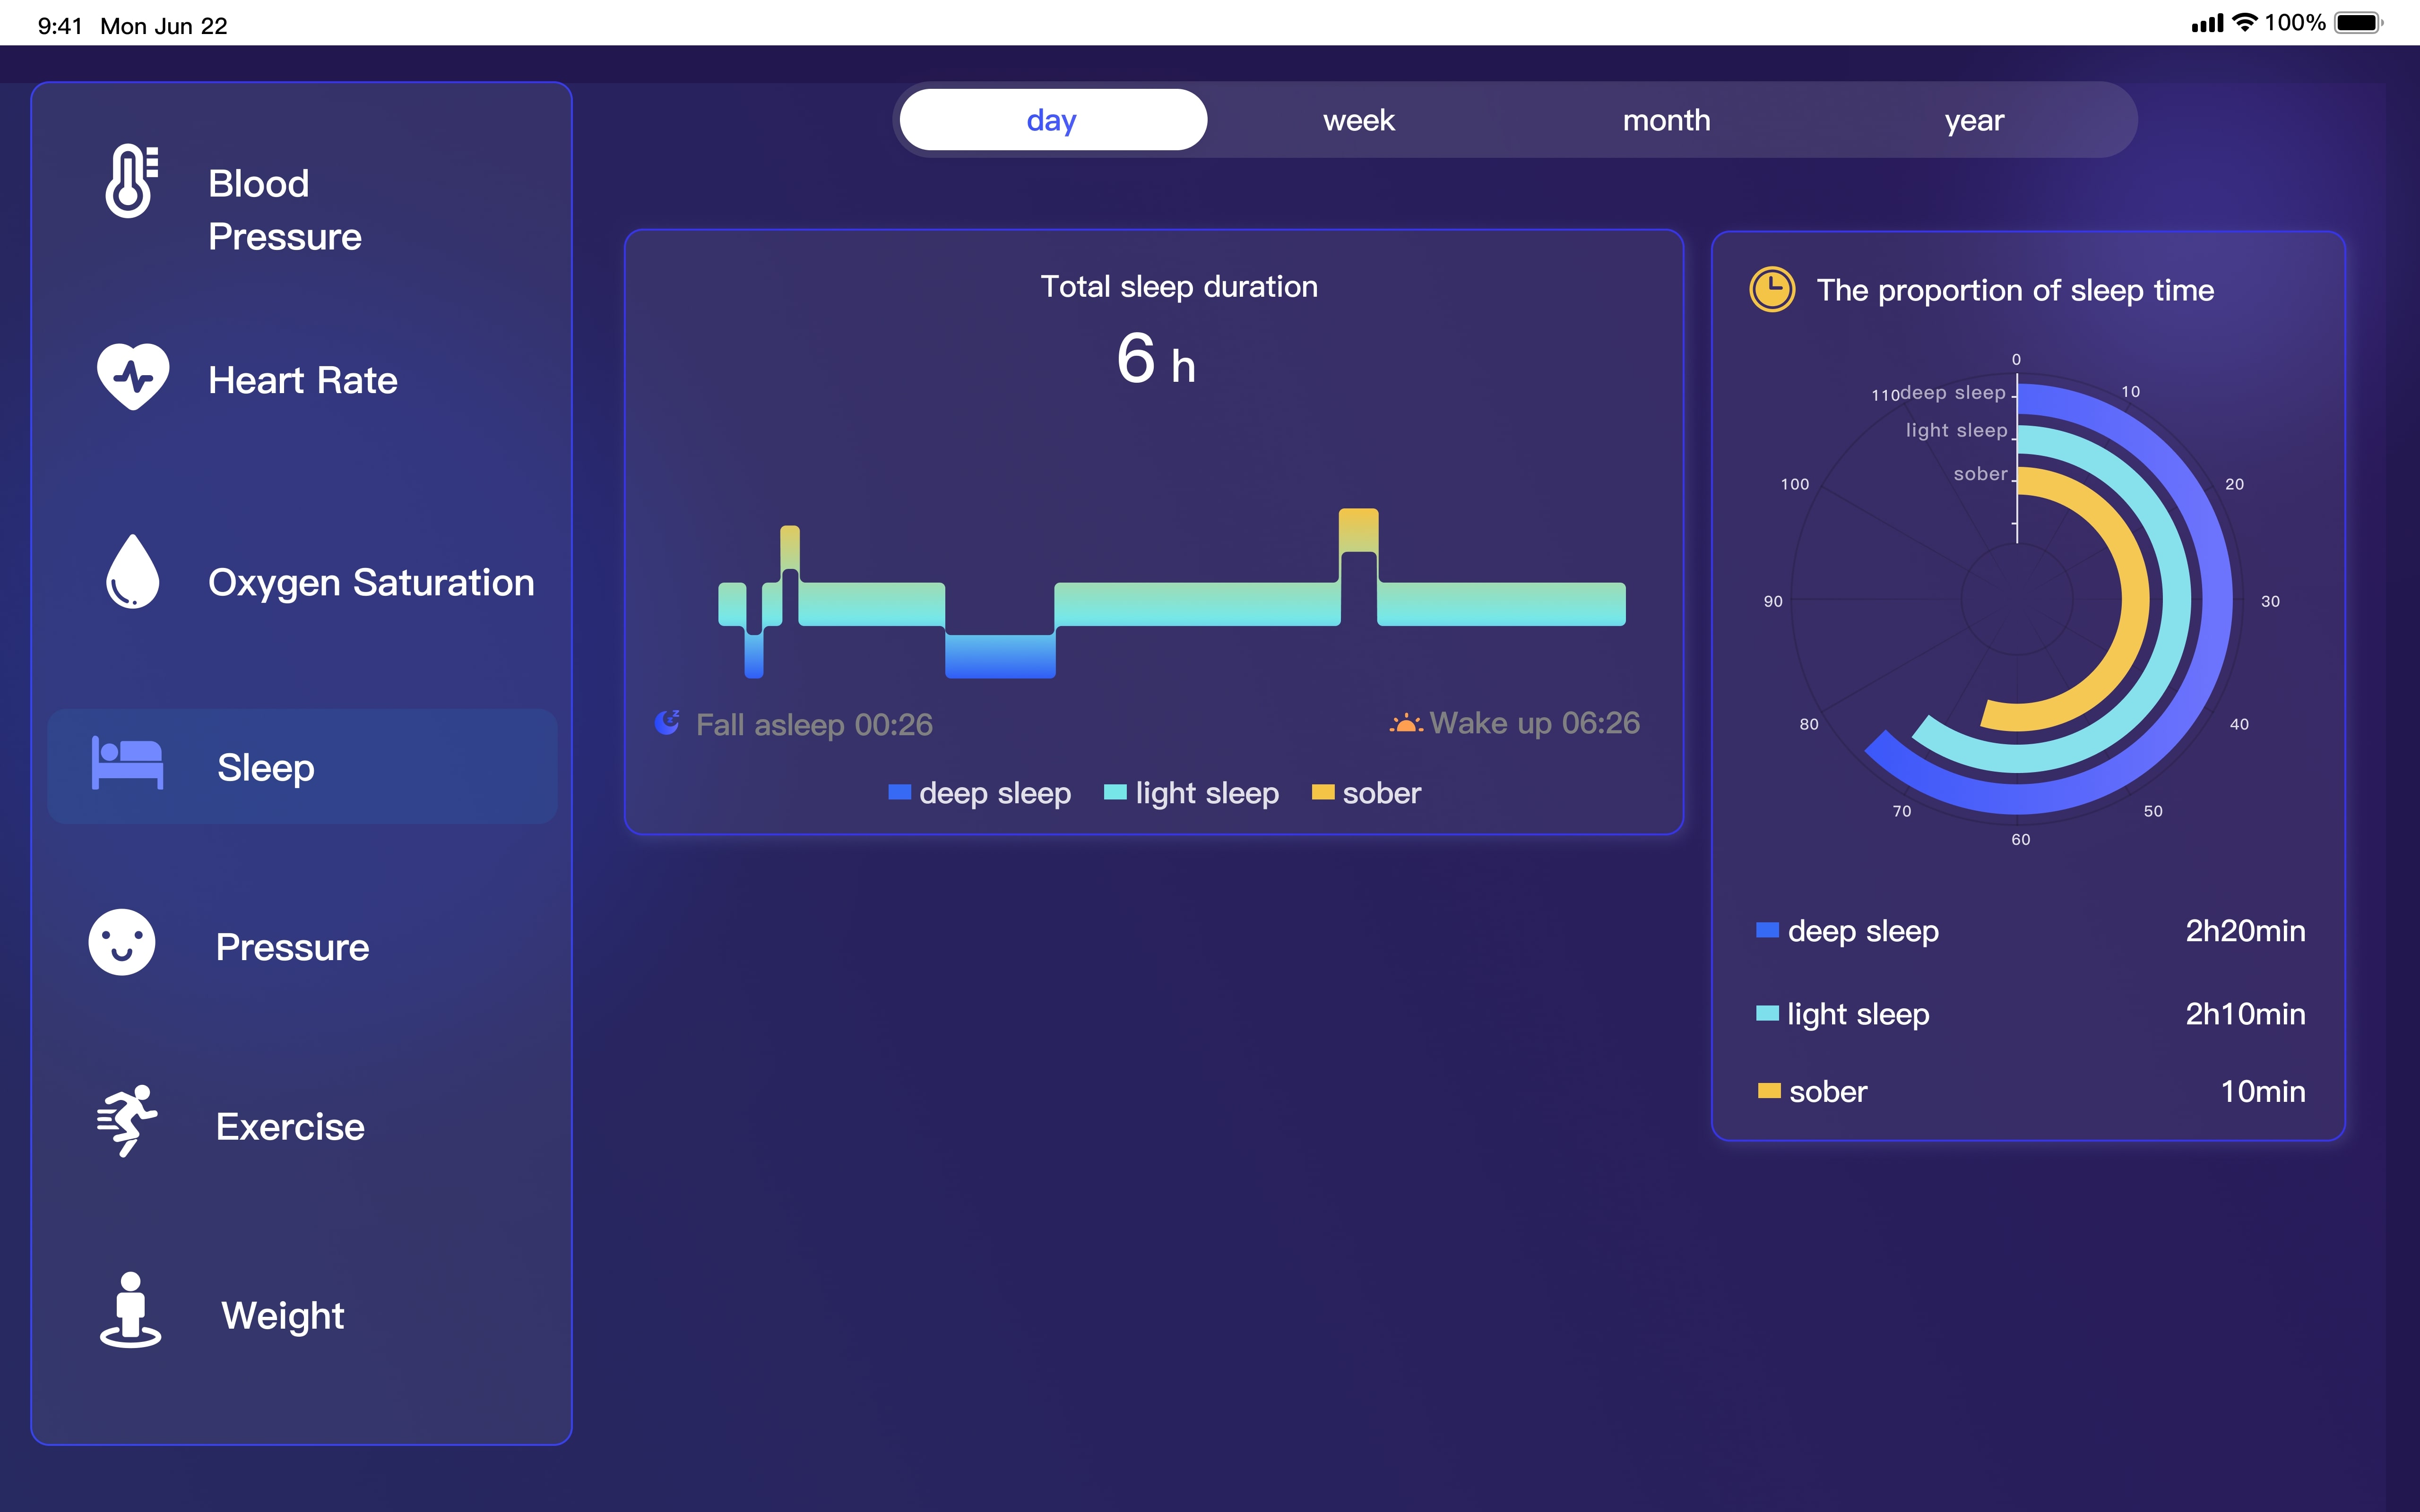 9:41 Mon Jun 22
100%
Blood
Pressure
Heart Rate
Oxygen Saturation
Sleep
Pressure
Exercise
Weight
day week month year
Total sleep duration
6 h
z
z
Fall asleep 00:26
Wake up 06:26
deep sleep light sleep sober
The proportion of sleep time
0
10
20
30
40
50
60
70
80
90
100
110
deep sleep
light sleep
sober
deep sleep 2h20min
light sleep 2h10min
sober 10min